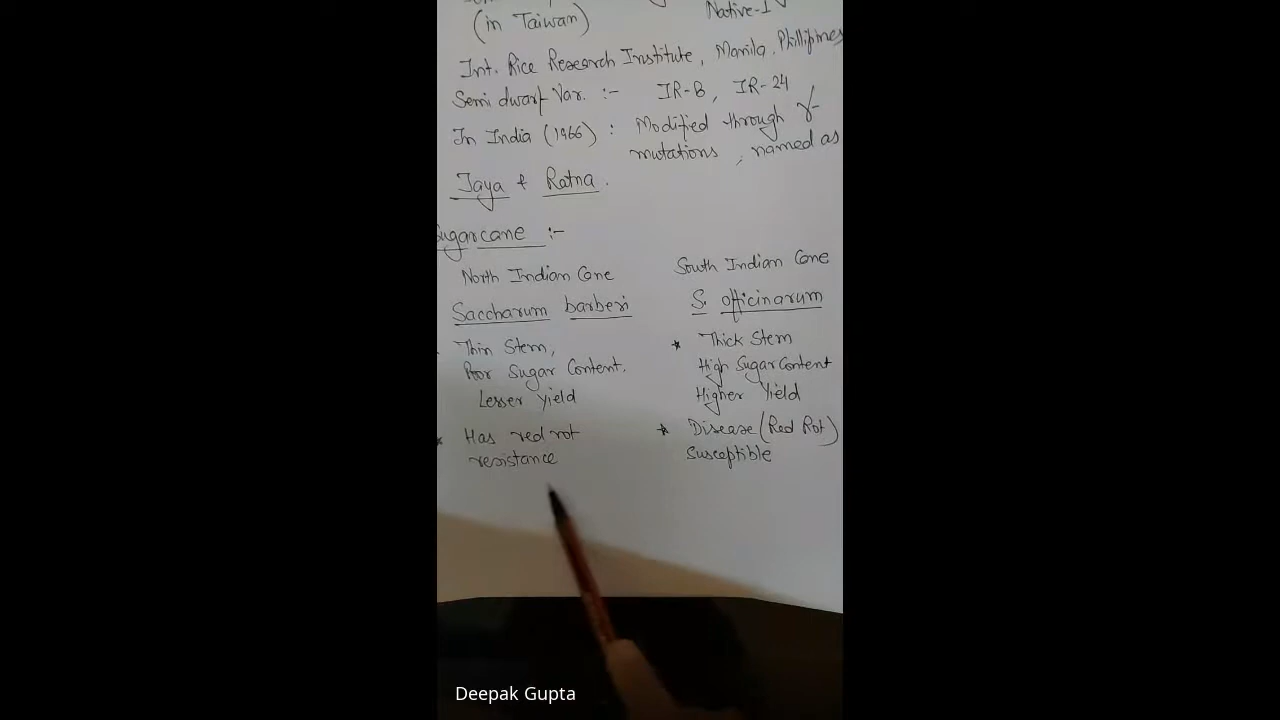 (in Taiwan) Native-1
Int. Rice Research Institute, Manila, Phillipines
Semi dwarf Var. :- IR-8, IR-24
In India (1966) : Modified through γ-
mutations, named as
Jaya & Ratna.
Sugarcane :-
North Indian Cane South Indian Cane
Saccharum barberi S. officinarum
Thin Stem, * Thick Stem
Poor Sugar Content. High Sugar Content
Lesser Yield Higher Yield
* Has red rot * Disease (Red Rot)
resistance Susceptible
Deepak Gupta